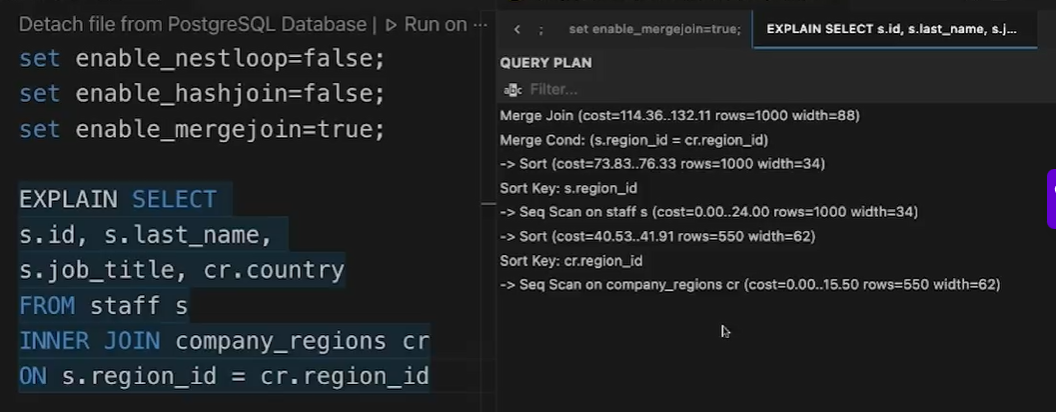 Detach file from PostgreSQL Database | ▷ Run on ···
set enable_nestloop=false;
set enable_hashjoin=false;
set enable_mergejoin=true;
EXPLAIN SELECT
s.id, s.last_name,
s.job_title, cr.country
FROM staff s
INNER JOIN company_regions cr
ON s.region_id = cr.region_id
; set enable_mergejoin=true; EXPLAIN SELECT s.id, s.last_name, s.j...
QUERY PLAN
abc Filter...
Merge Join (cost=114.36..132.11 rows=1000 width=88)
Merge Cond: (s.region_id = cr.region_id)
-> Sort (cost=73.83..76.33 rows=1000 width=34)
Sort Key: s.region_id
-> Seq Scan on staff s (cost=0.00..24.00 rows=1000 width=34)
-> Sort (cost=40.53..41.91 rows=550 width=62)
Sort Key: cr.region_id
-> Seq Scan on company_regions cr (cost=0.00..15.50 rows=550 width=62)